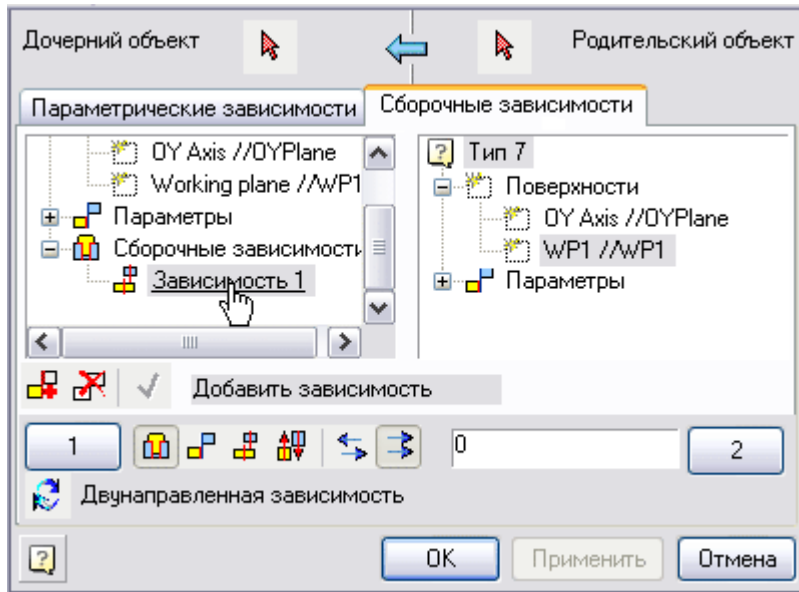 Дочерний объект
Родительский объект
Параметрические зависимости
Сборочные зависимости
OY Axis //OYPlane
Working plane //WP1
Параметры
Сборочные зависимости
Зависимость 1
Тип 7
Поверхности
OY Axis //OYPlane
WP1 //WP1
Параметры
Добавить зависимость
1
0
2
Двунаправленная зависимость
OK
Применить
Отмена